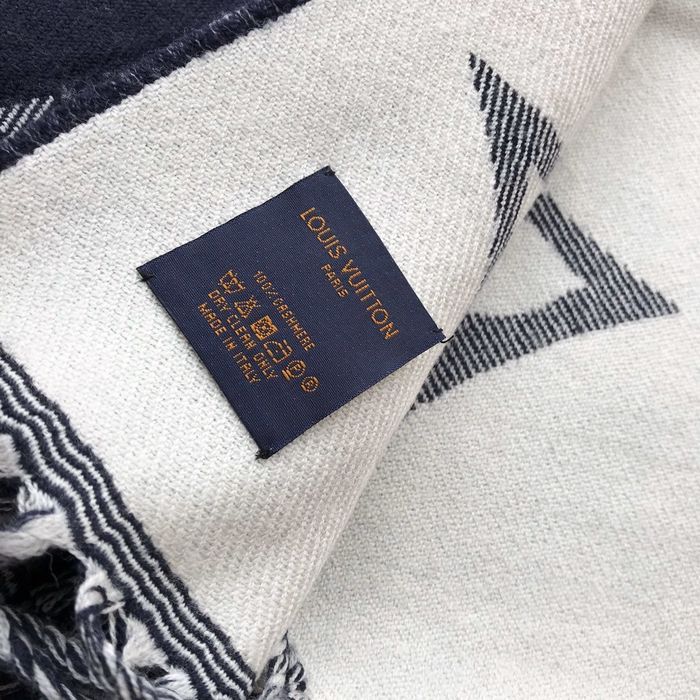 LOUIS VUITTON
PARIS
100% CASHMERE
DRY CLEAN ONLY
MADE IN ITALY